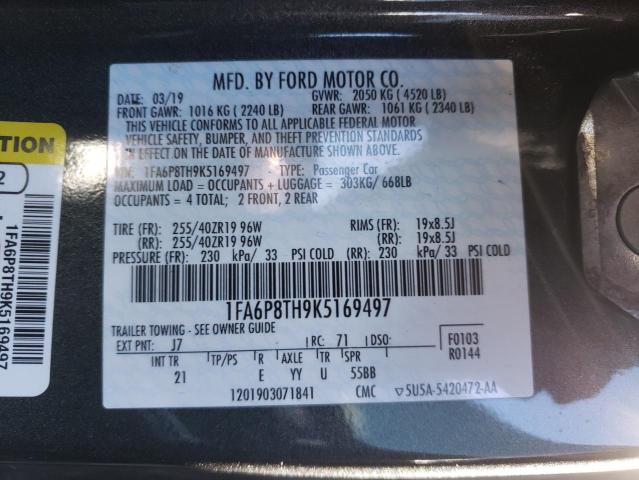 MFD. BY FORD MOTOR CO.
DATE: 03/19 GVWR: 2050 KG (4520 LB)
FRONT GAWR: 1016 KG (2240 LB) REAR GAWR: 1061 KG (2340 LB)
THIS VEHICLE CONFORMS TO ALL APPLICABLE FEDERAL MOTOR
VEHICLE SAFETY, BUMPER, AND THEFT PREVENTION STANDARDS
IN EFFECT ON THE DATE OF MANUFACTURE SHOWN ABOVE.
VIN: 1FA6P8TH9K5169497 TYPE: Passenger Car
MAXIMUM LOAD = OCCUPANTS + LUGGAGE = 303KG/ 668LB
OCCUPANTS = 4 TOTAL; 2 FRONT, 2 REAR
TIRE (FR): 255/40ZR19 96W RIMS (FR): 19x8.5J
(RR): 255/40ZR19 96W (RR): 19x8.5J
PRESSURE (FR): 230 kPa/ 33 PSI COLD (RR): 230 kPa/ 33 PSI COLD
1FA6P8TH9K5169497
TRAILER TOWING - SEE OWNER GUIDE
EXT PNT: J7 RC: 71 DSO: F0103
R0144
INT TR TP/PS R AXLE TR SPR
21 E YY U 55BB
1201903071841 CMC ▽5U5A-5420472-AA
TION
2
1FA6P8TH9K5169497